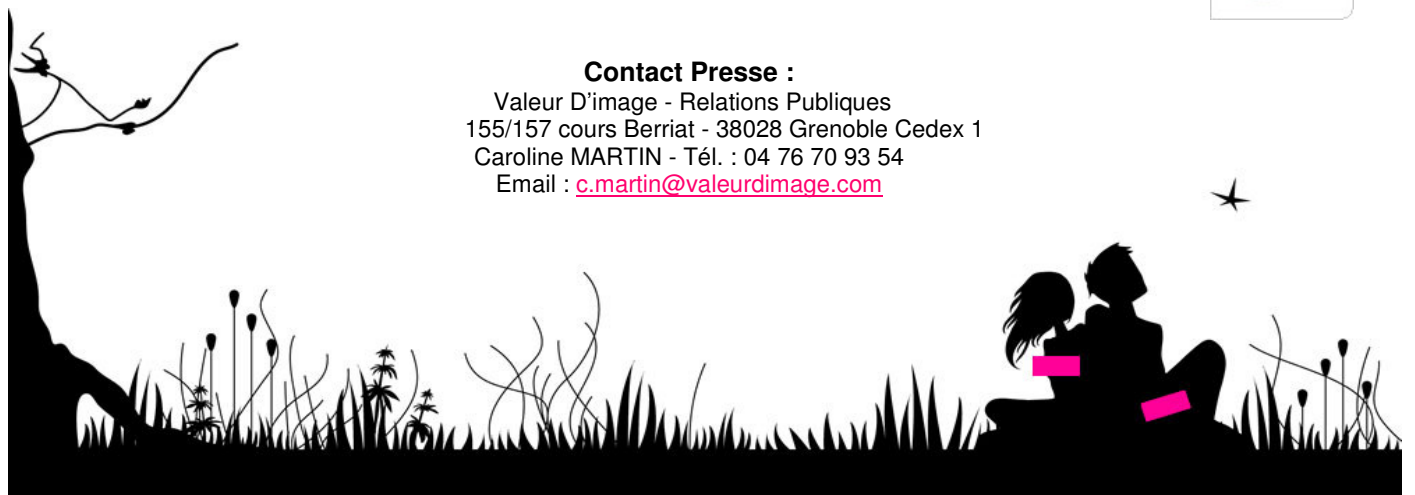 Contact Presse :
Valeur D'image - Relations Publiques
155/157 cours Berriat - 38028 Grenoble Cedex 1
Caroline MARTIN - Tél. : 04 76 70 93 54
Email : c.martin@valeurdimage.com